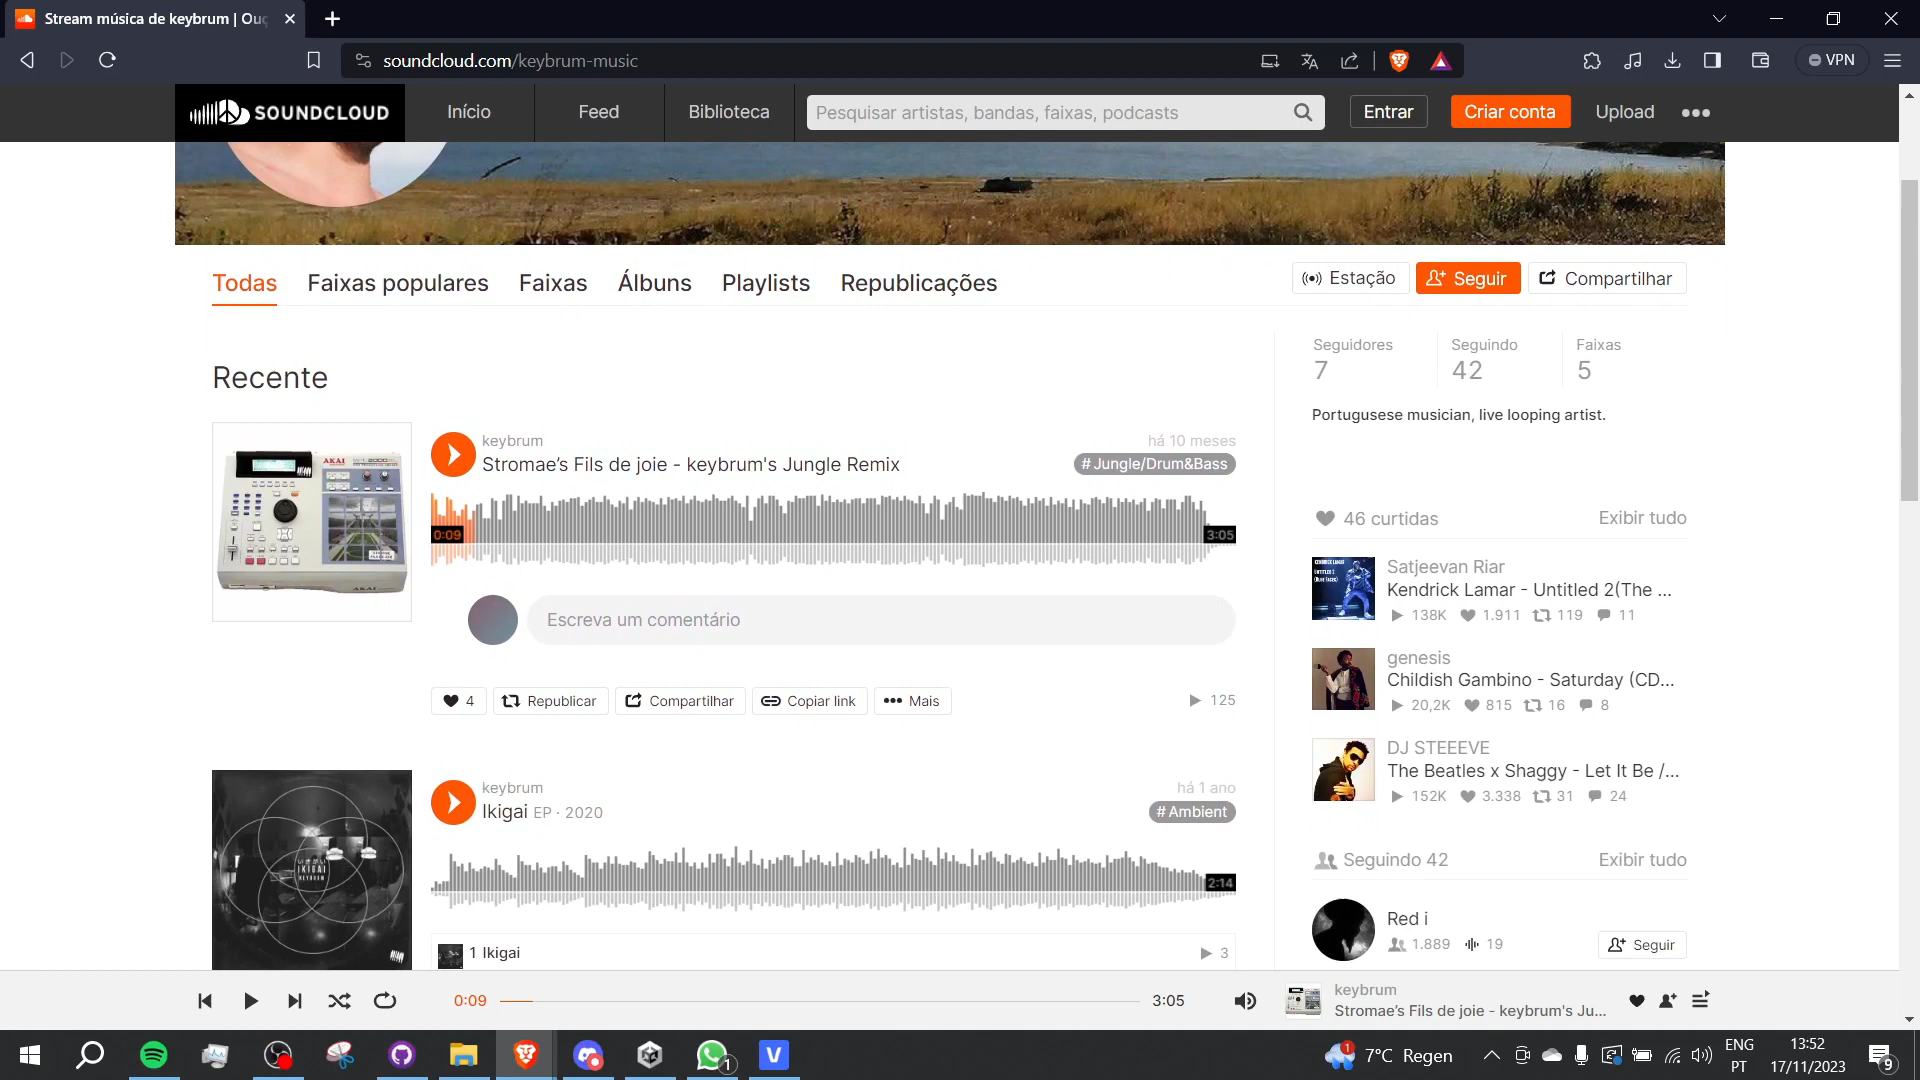 Stream música de keybrum | Ouç
soundcloud.com/keybrum-music
VPN
SOUNDCLOUD
Início
Feed
Biblioteca
Pesquisar artistas, bandas, faixas, podcasts
Entrar
Criar conta
Upload
Todas
Faixas populares
Faixas
Álbuns
Playlists
Republicações
Estação
Seguir
Compartilhar
Recente
keybrum
há 10 meses
Stromae’s Fils de joie - keybrum's Jungle Remix
# Jungle/Drum&Bass
AKAI
AKAI
0:09
3:05
Escreva um comentário
4
Republicar
Compartilhar
Copiar link
Mais
125
keybrum
há 1 ano
Ikigai EP · 2020
# Ambient
IKIGAI
KEYBRUM
2:14
1 Ikigai
3
Seguidores
7
Seguindo
42
Faixas
5
Portugusese musician, live looping artist.
46 curtidas
Exibir tudo
Satjeevan Riar
Kendrick Lamar - Untitled 2(The ...
138K 1.911 119 11
genesis
Childish Gambino - Saturday (CD...
20,2K 815 16 8
DJ STEEEVE
The Beatles x Shaggy - Let It Be /...
152K 3.338 31 24
Seguindo 42
Exibir tudo
Red i
1.889 19
Seguir
0:09
3:05
keybrum
Stromae’s Fils de joie - keybrum's Ju...
1
V
1
7°C Regen
ENG
PT
13:52
17/11/2023
9